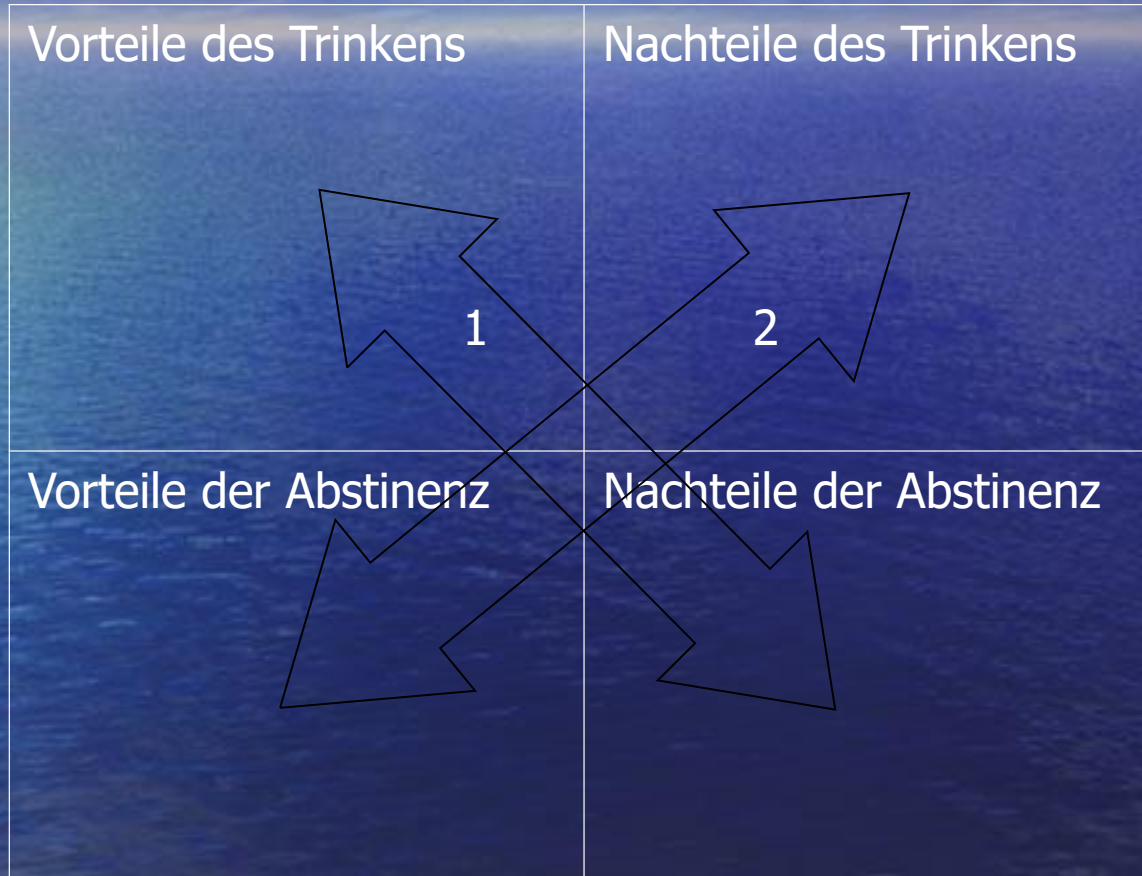 Vorteile des Trinkens
Nachteile des Trinkens
1
2
Vorteile der Abstinenz
Nachteile der Abstinenz